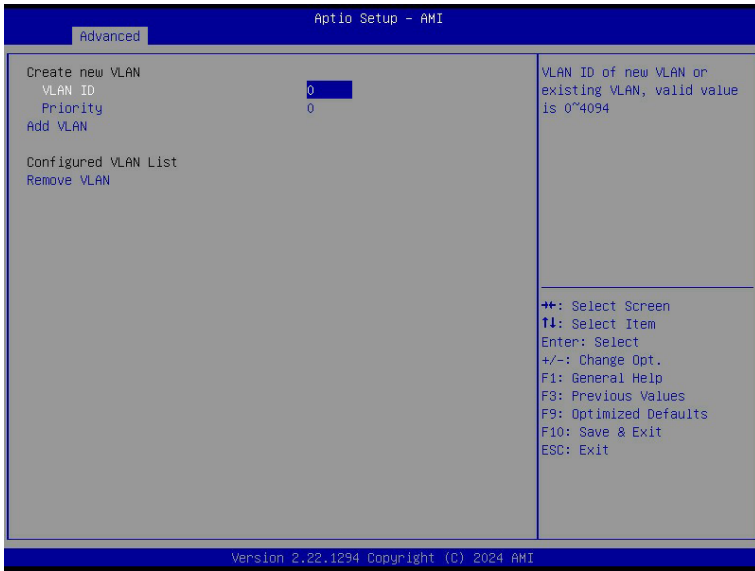 Aptio Setup - AMI
Advanced
Create new VLAN
VLAN ID 0
Priority 0
Add VLAN
Configured VLAN List
Remove VLAN
VLAN ID of new VLAN or
existing VLAN, valid value
is 0~4094
→←: Select Screen
↑↓: Select Item
Enter: Select
+/-: Change Opt.
F1: General Help
F3: Previous Values
F9: Optimized Defaults
F10: Save & Exit
ESC: Exit
Version 2.22.1294 Copyright (C) 2024 AMI